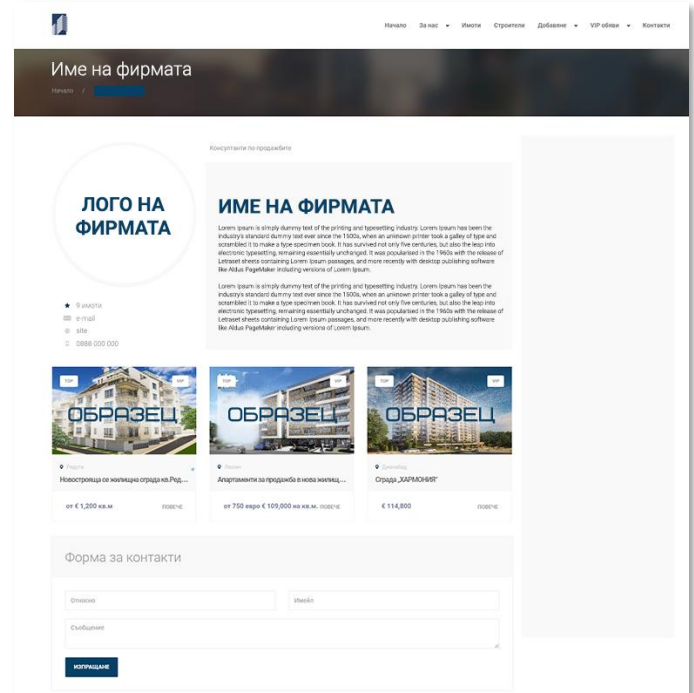 Начало За нас Имоти Строители Добавяне VIP обяви Контакти
Име на фирмата
Начало /
Консултанти по продажбите
ЛОГО НА
ФИРМАТА
ИМЕ НА ФИРМАТА
Lorem Ipsum is simply dummy text of the printing and typesetting industry. Lorem Ipsum has been the
industry's standard dummy text ever since the 1500s, when an unknown printer took a galley of type and
scrambled it to make a type specimen book. It has survived not only five centuries, but also the leap into
electronic typesetting, remaining essentially unchanged. It was popularised in the 1960s with the release of
Letraset sheets containing Lorem Ipsum passages, and more recently with desktop publishing software
like Aldus PageMaker including versions of Lorem Ipsum.
Lorem Ipsum is simply dummy text of the printing and typesetting industry. Lorem Ipsum has been the
industry's standard dummy text ever since the 1500s, when an unknown printer took a galley of type and
scrambled it to make a type specimen book. It has survived not only five centuries, but also the leap into
electronic typesetting, remaining essentially unchanged. It was popularised in the 1960s with the release of
Letraset sheets containing Lorem Ipsum passages, and more recently with desktop publishing software
like Aldus PageMaker including versions of Lorem Ipsum.
9 имоти
e-mail
site
0888 000 000
TOP VIP TOP VIP TOP VIP
ОБРАЗЕЦ ОБРАЗЕЦ ОБРАЗЕЦ
Редута
Новострояща се жилищна сграда кв.Ред...
Апартаменти за продажба в нова жилищ...
Сграда „ХАРМОНИЯ"
от € 1,200 кв.м ПОВЕЧЕ
от 750 евро € 109,000 на кв.м. ПОВЕЧЕ
€ 114,800 ПОВЕЧЕ
Форма за контакти
Относно Имейл
Съобщение
ИЗПРАЩАНЕ